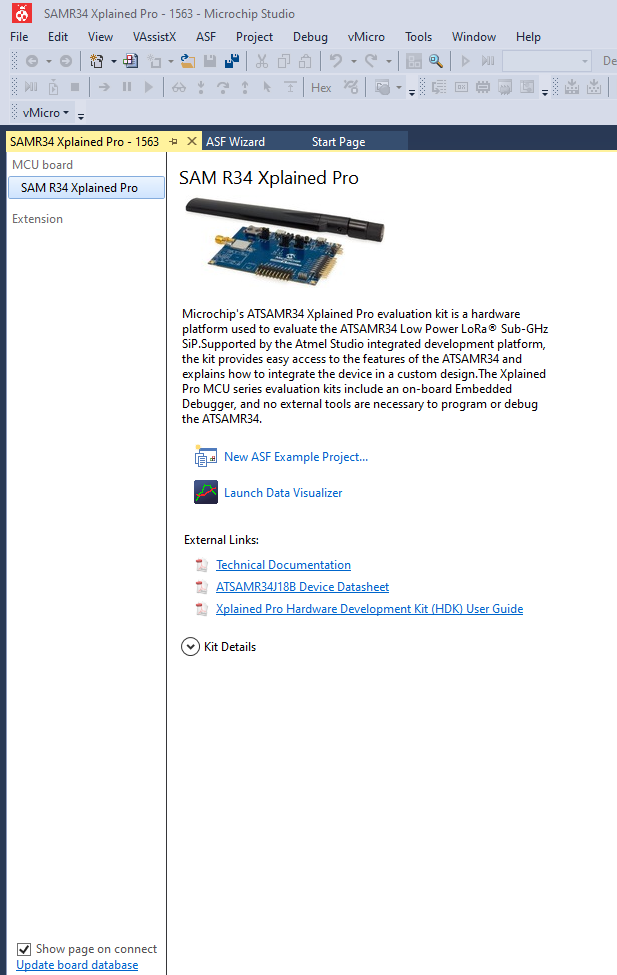 SAMR34 Xplained Pro - 1563 - Microchip Studio
File Edit View VAssistX ASF Project Debug vMicro Tools Window Help
De
Hex
vMicro
SAMR34 Xplained Pro - 1563 ASF Wizard Start Page
MCU board
SAM R34 Xplained Pro
Extension
SAM R34 Xplained Pro
Microchip's ATSAMR34 Xplained Pro evaluation kit is a hardware
platform used to evaluate the ATSAMR34 Low Power LoRa® Sub-GHz
SiP.Supported by the Atmel Studio integrated development platform,
the kit provides easy access to the features of the ATSAMR34 and
explains how to integrate the device in a custom design.The Xplained
Pro MCU series evaluation kits include an on-board Embedded
Debugger, and no external tools are necessary to program or debug
the ATSAMR34.
New ASF Example Project...
Launch Data Visualizer
External Links:
Technical Documentation
ATSAMR34J18B Device Datasheet
Xplained Pro Hardware Development Kit (HDK) User Guide
Kit Details
Show page on connect
Update board database